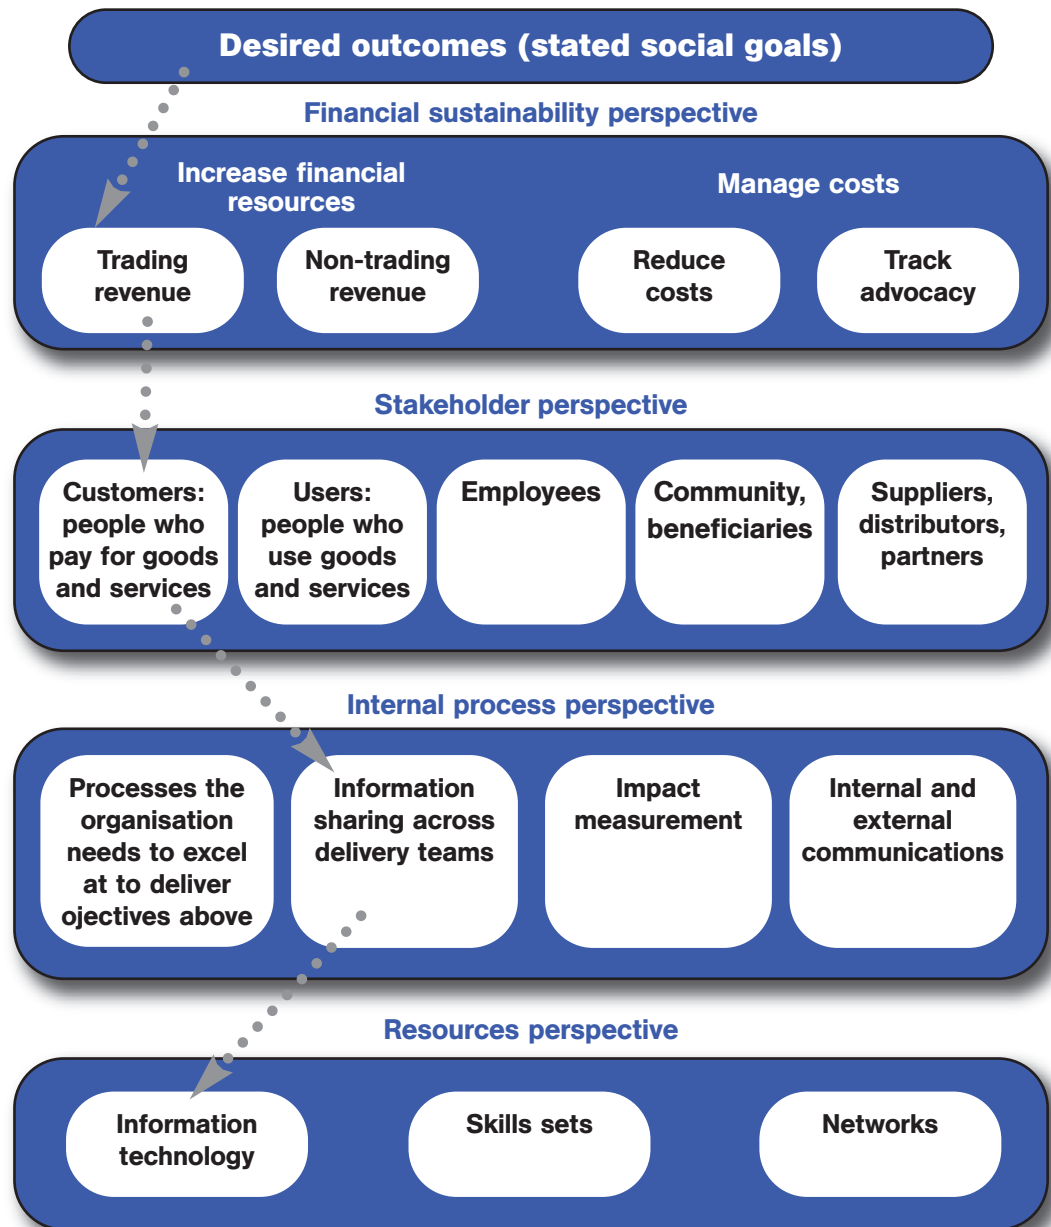 Desired outcomes (stated social goals)
Financial sustainability perspective
Increase financial
resources
Manage costs
Trading
revenue
Non-trading
revenue
Reduce
costs
Track
advocacy
Stakeholder perspective
Customers:
people who
pay for goods
and services
Users:
people who
use goods
and services
Employees
Community,
beneficiaries
Suppliers,
distributors,
partners
Internal process perspective
Processes the
organisation
needs to excel
at to deliver
ojectives above
Information
sharing across
delivery teams
Impact
measurement
Internal and
external
communications
Resources perspective
Information
technology
Skills sets
Networks